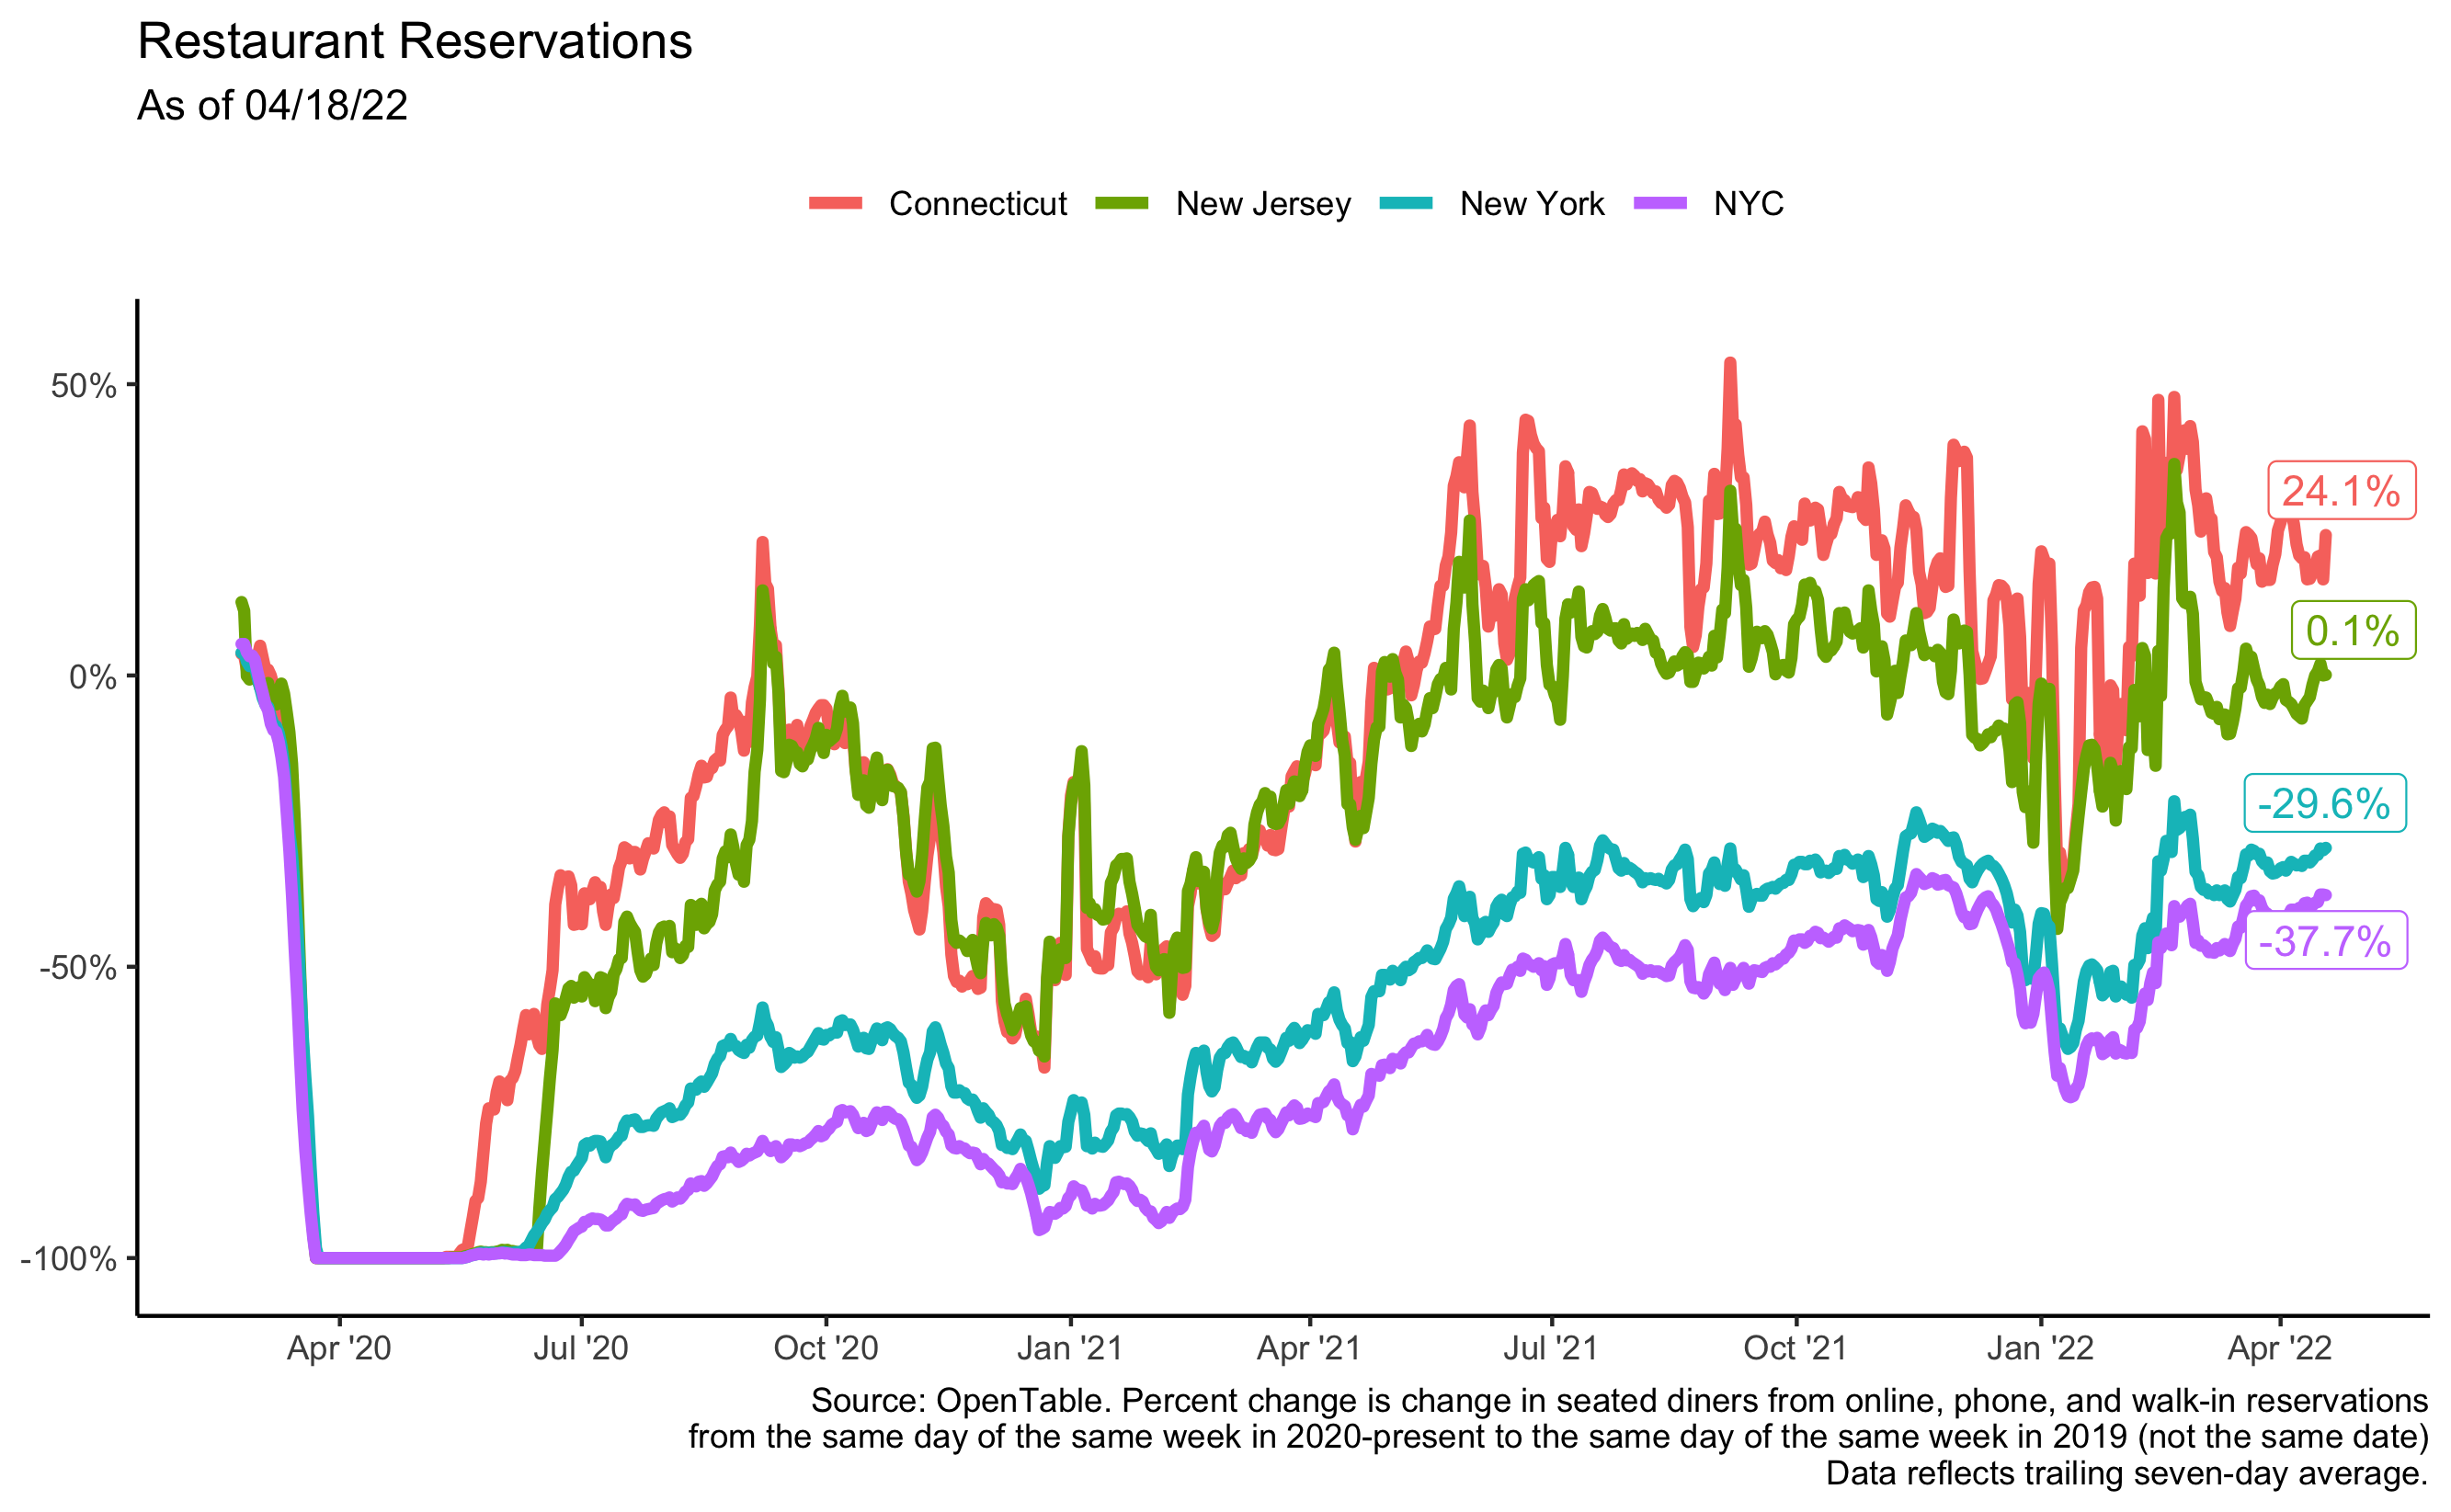 Restaurant Reservations
As of 04/18/22
Connecticut New Jersey New York NYC
50%
0%
-50%
-100%
24.1%
0.1%
-29.6%
-37.7%
Apr '20 Jul '20 Oct '20 Jan '21 Apr '21 Jul '21 Oct '21 Jan '22 Apr '22
Source: OpenTable. Percent change is change in seated diners from online, phone, and walk-in reservations
from the same day of the same week in 2020-present to the same day of the same week in 2019 (not the same date)
Data reflects trailing seven-day average.